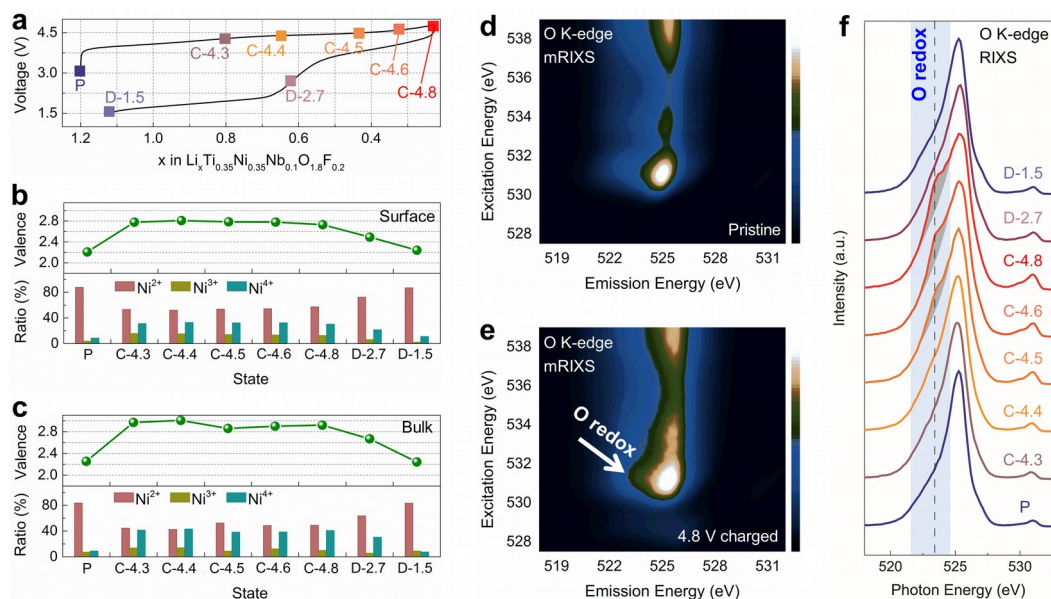 a
Voltage (V)
4.5
3.0
1.5
P
C-4.3
C-4.4
C-4.5
C-4.6
C-4.8
D-2.7
D-1.5
1.2
1.0
0.8
0.6
0.4
x in LiₓTi₀.₃₅Ni₀.₃₅Nb₀.₁O₁.₈F₀.₂
b
Valence
2.8
2.4
2.0
Surface
Ratio (%)
80
40
0
Ni²⁺ Ni³⁺ Ni⁴⁺
P C-4.3 C-4.4 C-4.5 C-4.6 C-4.8 D-2.7 D-1.5
State
c
Valence
2.8
2.4
2.0
Bulk
Ratio (%)
80
40
0
Ni²⁺ Ni³⁺ Ni⁴⁺
P C-4.3 C-4.4 C-4.5 C-4.6 C-4.8 D-2.7 D-1.5
State
d
Excitation Energy (eV)
539
536
534
531
528
O K-edge
mRIXS
Pristine
519 522 525 528 531
Emission Energy (eV)
e
Excitation Energy (eV)
539
536
534
531
528
O K-edge
mRIXS
O redox
4.8 V charged
519 522 525 528 531
Emission Energy (eV)
f
O redox
O K-edge
RIXS
Intensity (a.u.)
D-1.5
D-2.7
C-4.8
C-4.6
C-4.5
C-4.4
C-4.3
P
520 525 530
Photon Energy (eV)